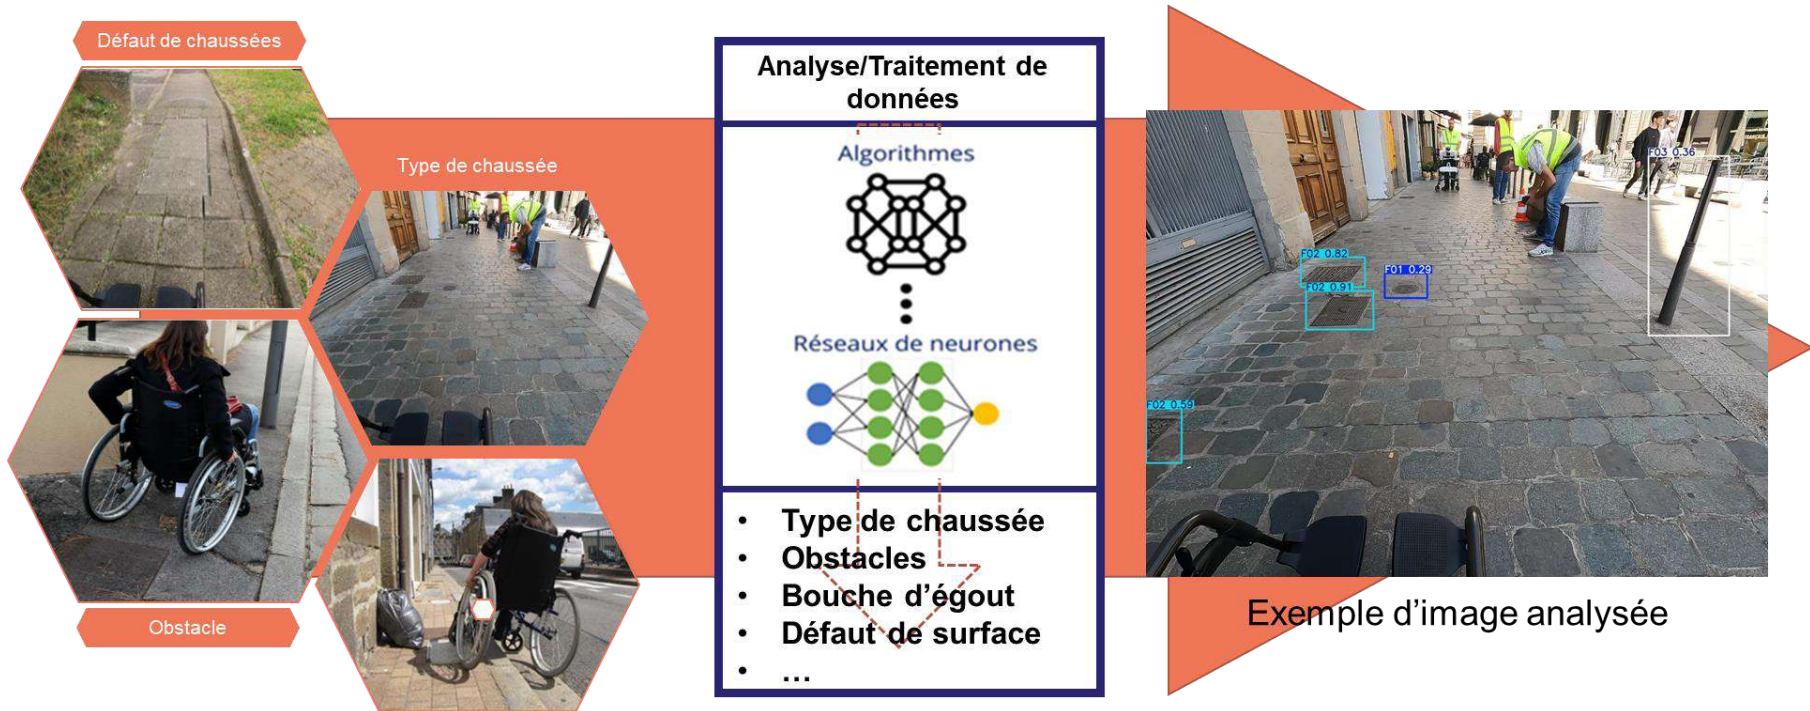 Défaut de chaussées
Type de chaussée
Obstacle
Analyse/Traitement de
données
Algorithmes
Réseaux de neurones
• Type de chaussée
• Obstacles
• Bouche d'égout
• Défaut de surface
• ...
F03 0.36
F02 0.82
F01 0.29
F02 0.91
F02 0.59
Exemple d'image analysée